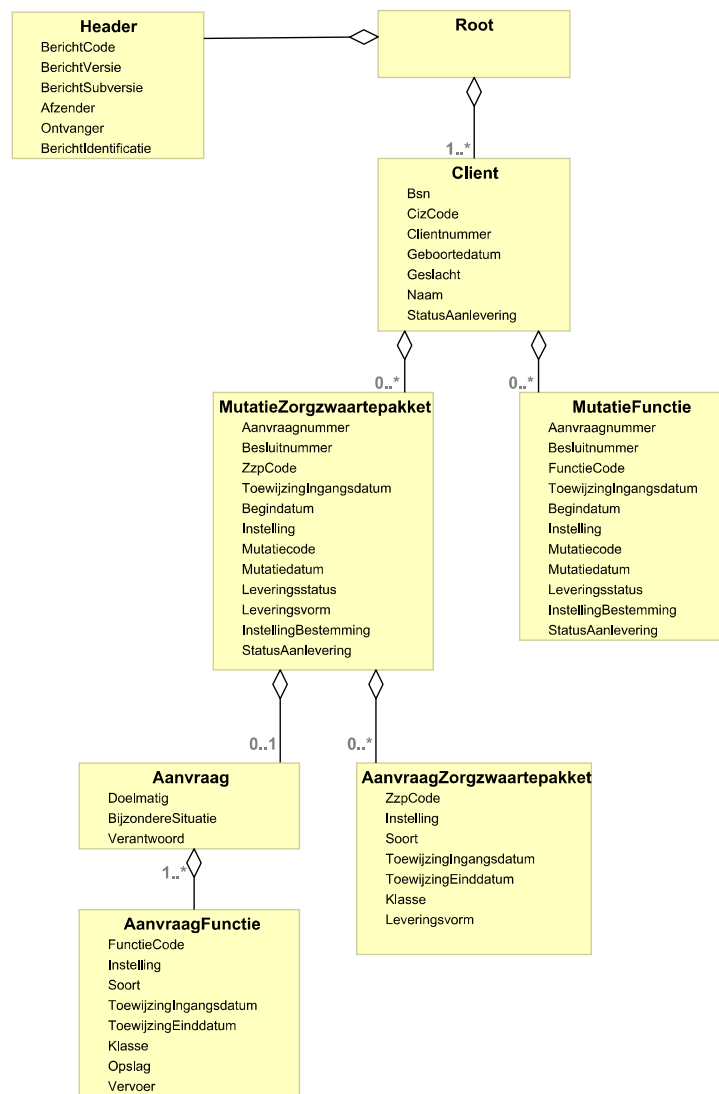 Header
BerichtCode
BerichtVersie
BerichtSubversie
Afzender
Ontvanger
BerichtIdentificatie
Root
1..*
Client
Bsn
CizCode
Clientnummer
Geboortedatum
Geslacht
Naam
StatusAanlevering
0..*
0..*
MutatieZorgzwaartepakket
Aanvraagnummer
Besluitnummer
ZzpCode
ToewijzingIngangsdatum
Begindatum
Instelling
Mutatiecode
Mutatiedatum
Leveringsstatus
Leveringsvorm
InstellingBestemming
StatusAanlevering
MutatieFunctie
Aanvraagnummer
Besluitnummer
FunctieCode
ToewijzingIngangsdatum
Begindatum
Instelling
Mutatiecode
Mutatiedatum
Leveringsstatus
InstellingBestemming
StatusAanlevering
0..1
0..*
Aanvraag
Doelmatig
BijzondereSituatie
Verantwoord
1..*
AanvraagZorgzwaartepakket
ZzpCode
Instelling
Soort
ToewijzingIngangsdatum
ToewijzingEinddatum
Klasse
Leveringsvorm
AanvraagFunctie
FunctieCode
Instelling
Soort
ToewijzingIngangsdatum
ToewijzingEinddatum
Klasse
Opslag
Vervoer